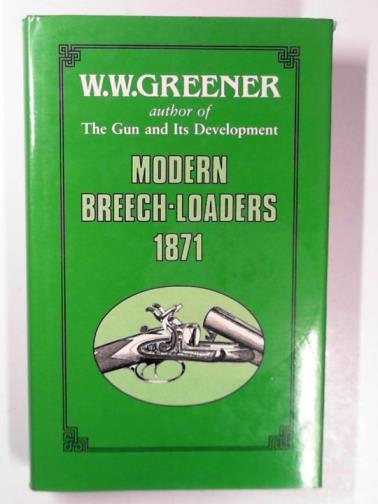 W.W.GREENER
author of
The Gun and Its Development
MODERN
BREECH-LOADERS
1871